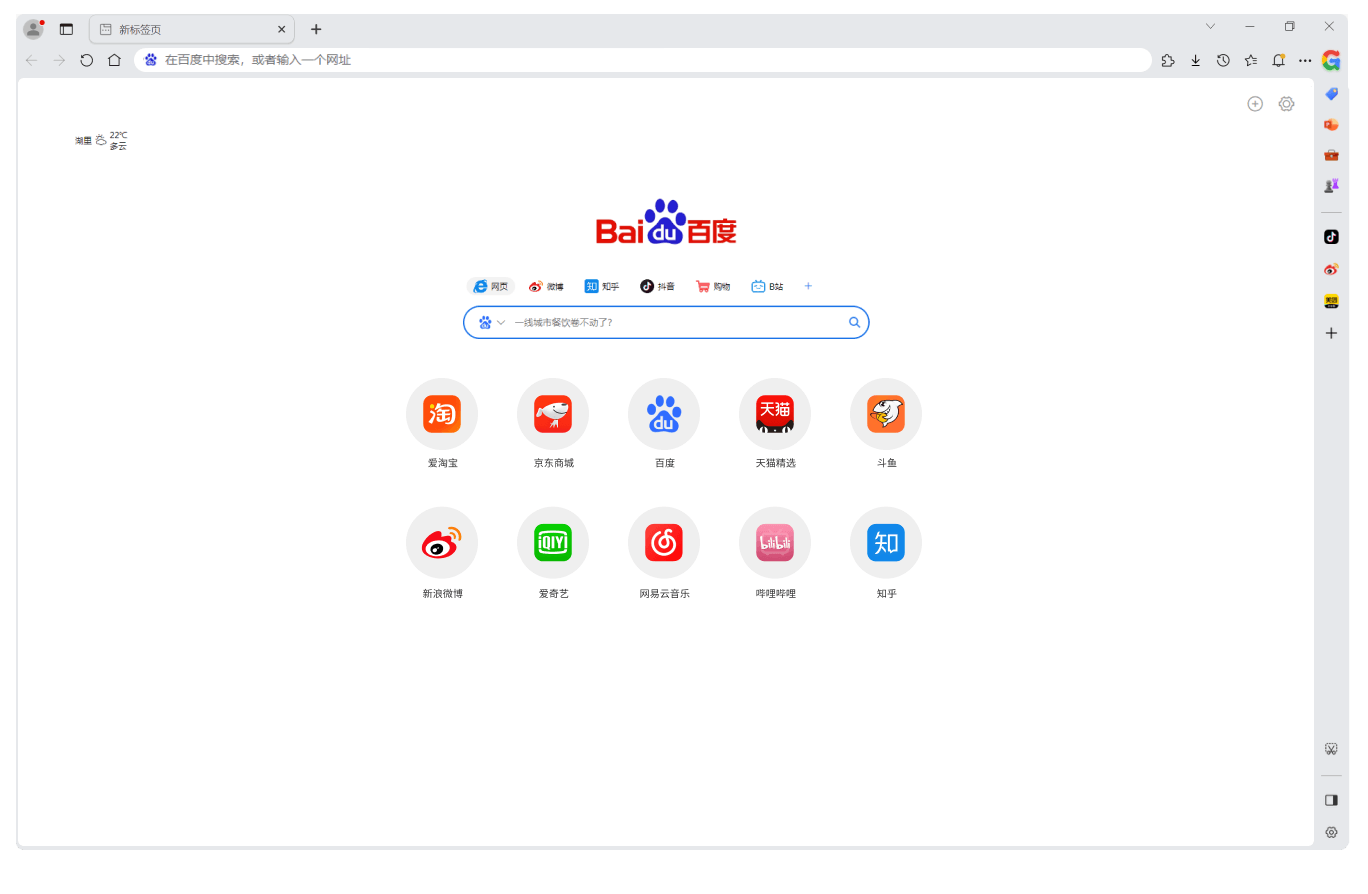 新标签页
在百度中搜索，或者输入一个网址
湖里 22℃
多云
Bai du 百度
网页 微博 知 知乎 抖音 购物 B站
一线城市餐饮卷不动了?
淘 du 天猫
爱淘宝 京东商城 百度 天猫精选 斗鱼
iQIYI bilibili 知
新浪微博 爱奇艺 网易云音乐 哔哩哔哩 知乎
美团